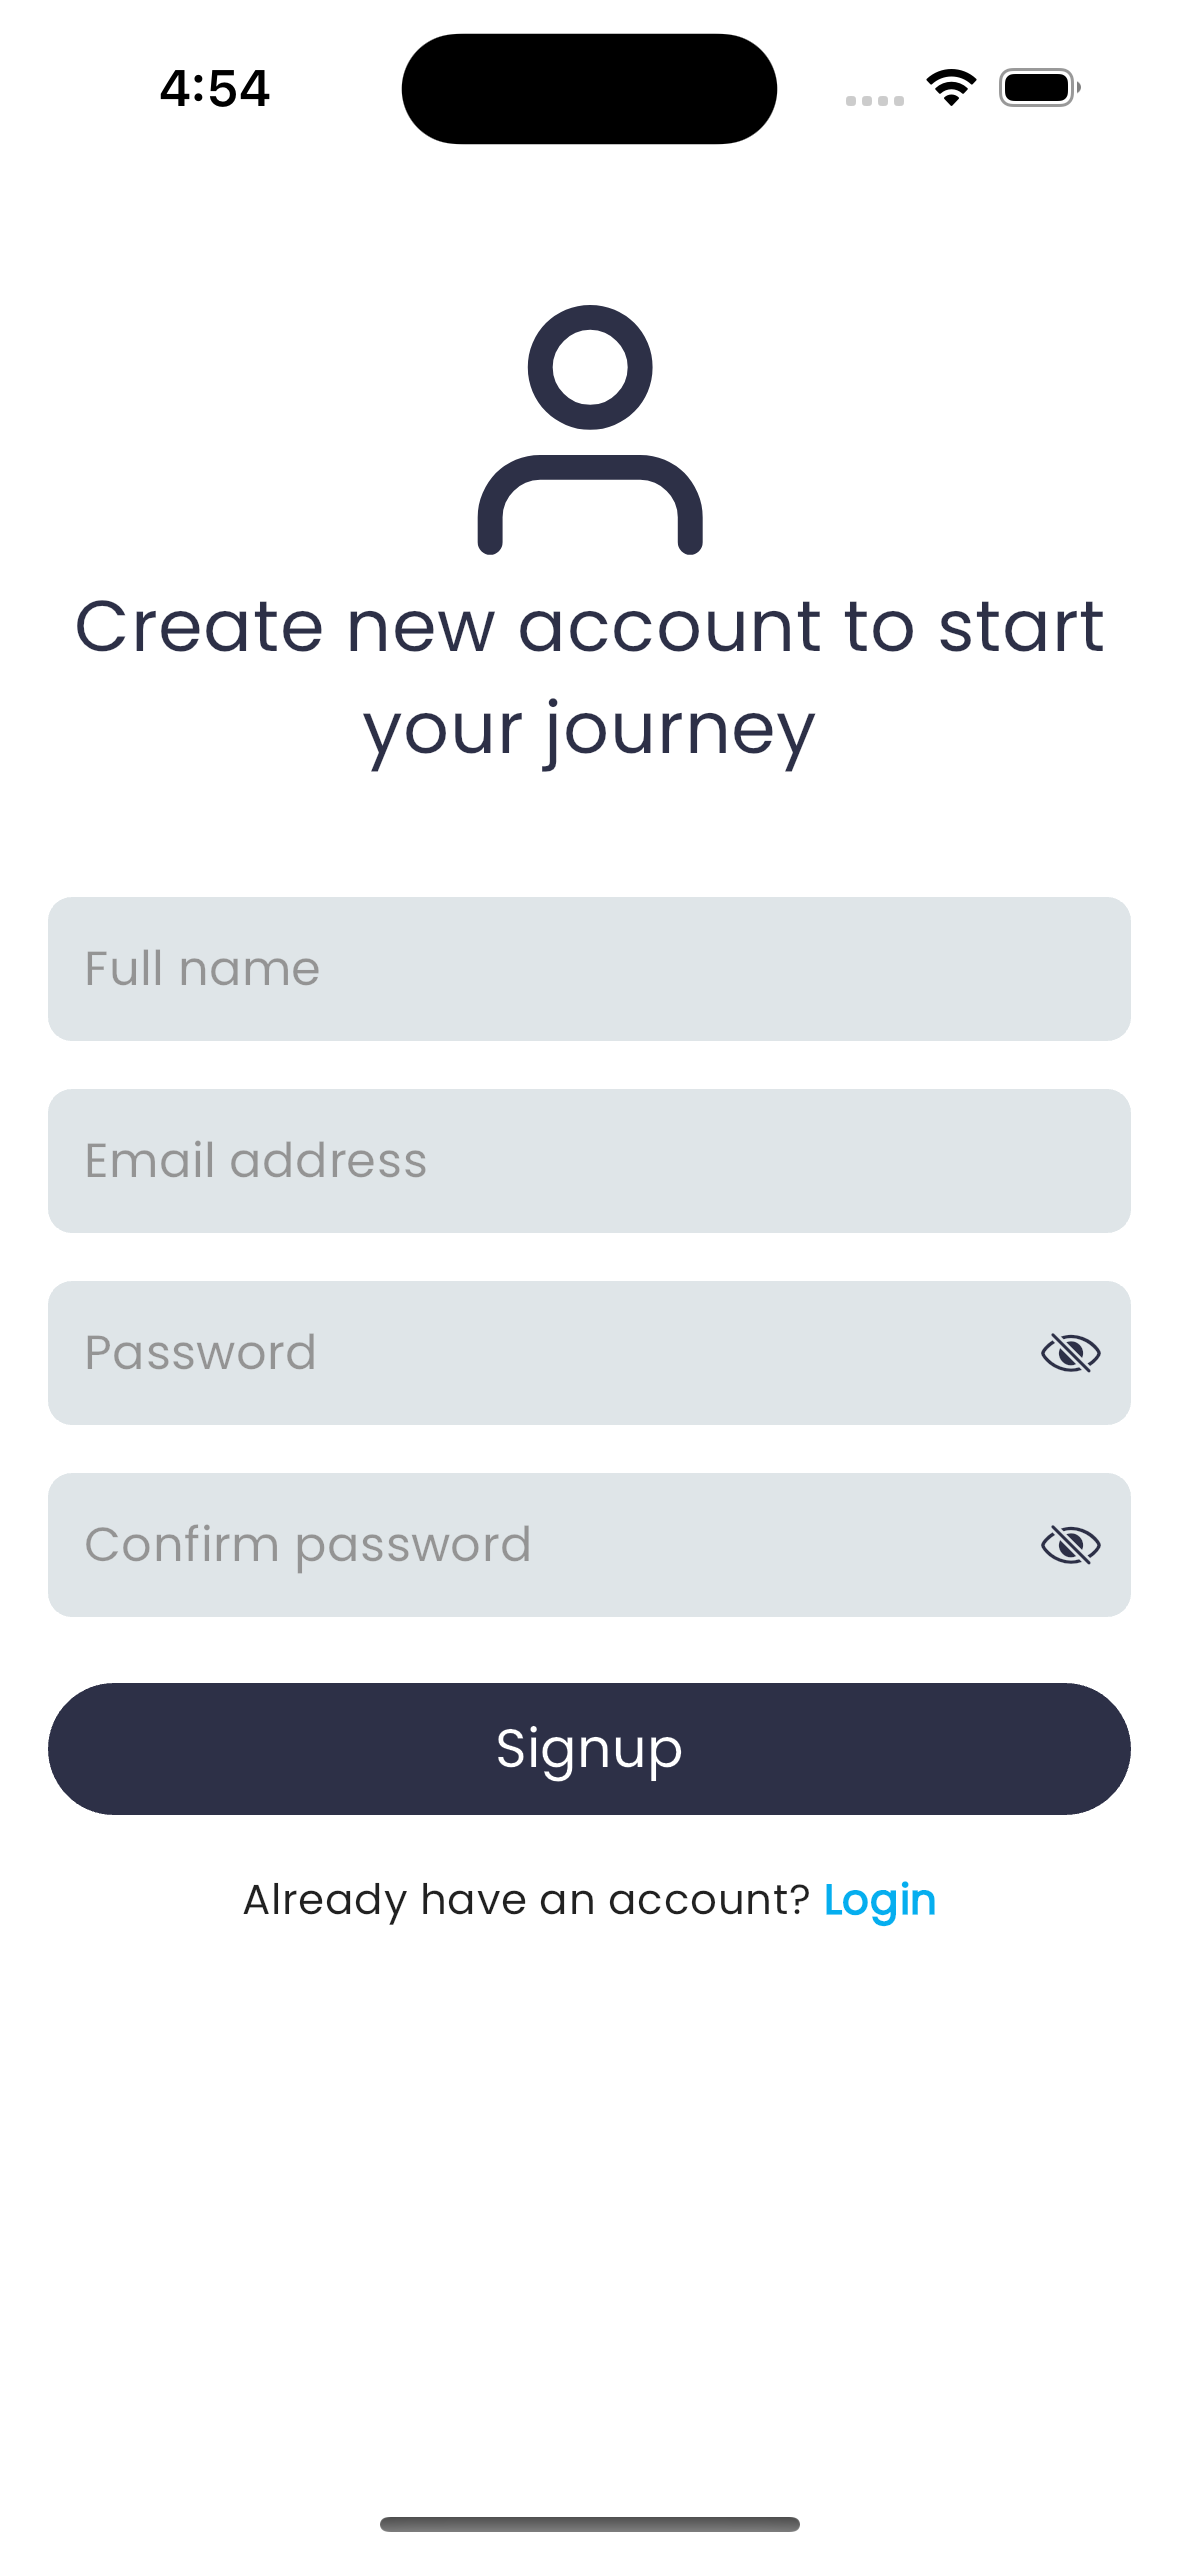 4:54
Create new account to start
your journey
Full name
Email address
Password
Confirm password
Signup
Already have an account? Login